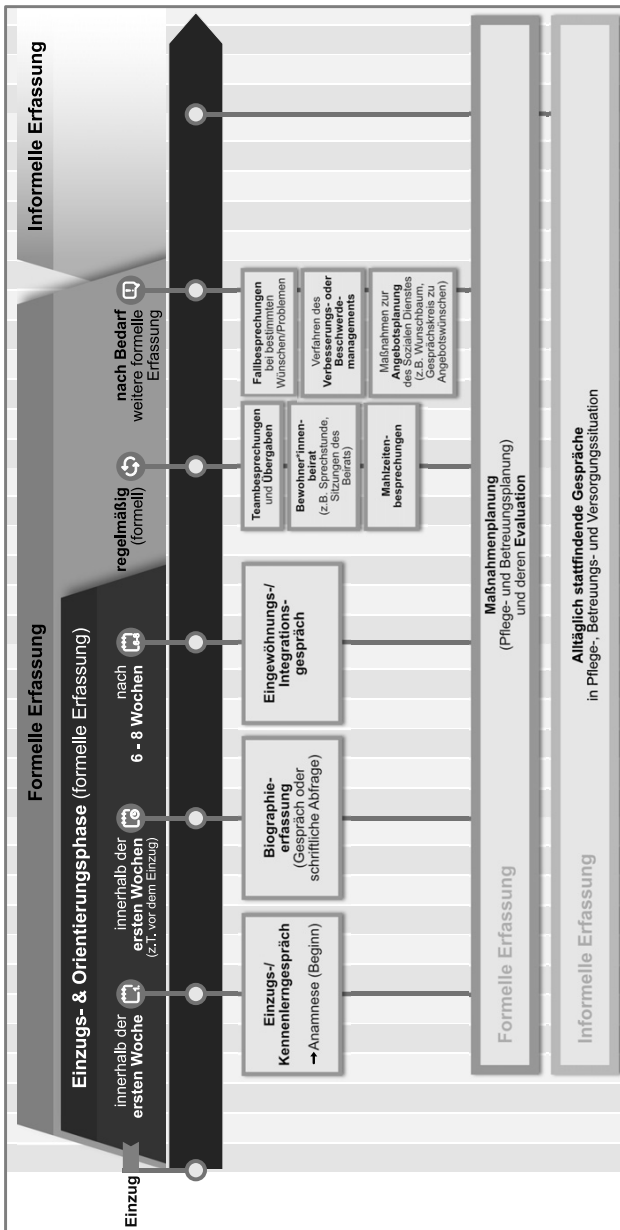 Formelle Erfassung
Informelle Erfassung
Einzugs- & Orientierungsphase (formelle Erfassung)
Einzug
innerhalb der
ersten Woche
innerhalb der
ersten Wochen
(z.T. vor dem Einzug)
nach
6 - 8 Wochen
regelmäßig
(formell)
nach Bedarf
weitere formelle
Erfassung
Einzugs-/
Kennenlerngespräch
➞Anamnese (Beginn)
Biographie-
erfassung
(Gespräch oder
schriftliche Abfrage)
Eingewöhnungs-/
Integrations-
gespräch
Teambesprechungen
und Übergaben
Bewohner*innen-
beirat
(z.B. Sprechstunde,
Sitzungen des
Beirats)
Mahlzeiten-
besprechungen
Fallbesprechungen
bei bestimmten
Wünschen/Problemen
Verfahren des
Verbesserungs- oder
Beschwerde-
managements
Maßnahmen zur
Angebotsplanung
des Sozialen Dienstes
(z.B. Wunschbaum,
Gesprächskreis zu
Angebotswünschen)
Maßnahmenplanung
(Pflege- und Betreuungsplanung)
und deren Evaluation
Formelle Erfassung
Alltäglich stattfindende Gespräche
in Pflege-, Betreuungs- und Versorgungssituation
Informelle Erfassung